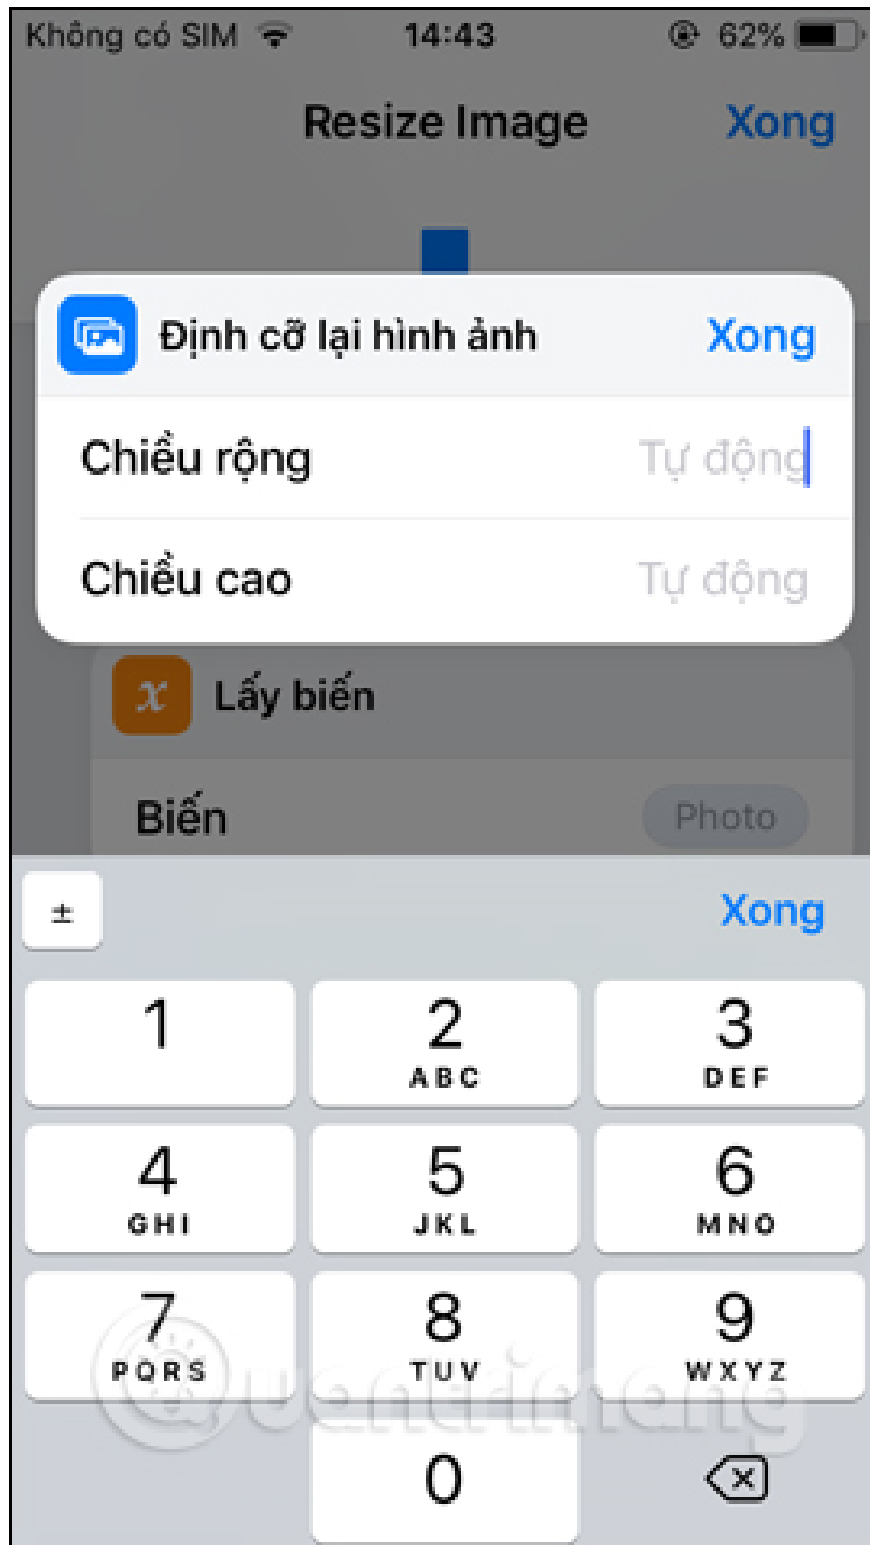 Không có SIM 14:43 62%
Resize Image Xong
Định cỡ lại hình ảnh Xong
Chiều rộng Tự động
Chiều cao Tự động
x Lấy biến
Biến Photo
± Xong
1 2 3
ABC DEF
4 5 6
GHI JKL MNO
7 8 9
PQRS TUV WXYZ
Quantrimang
0